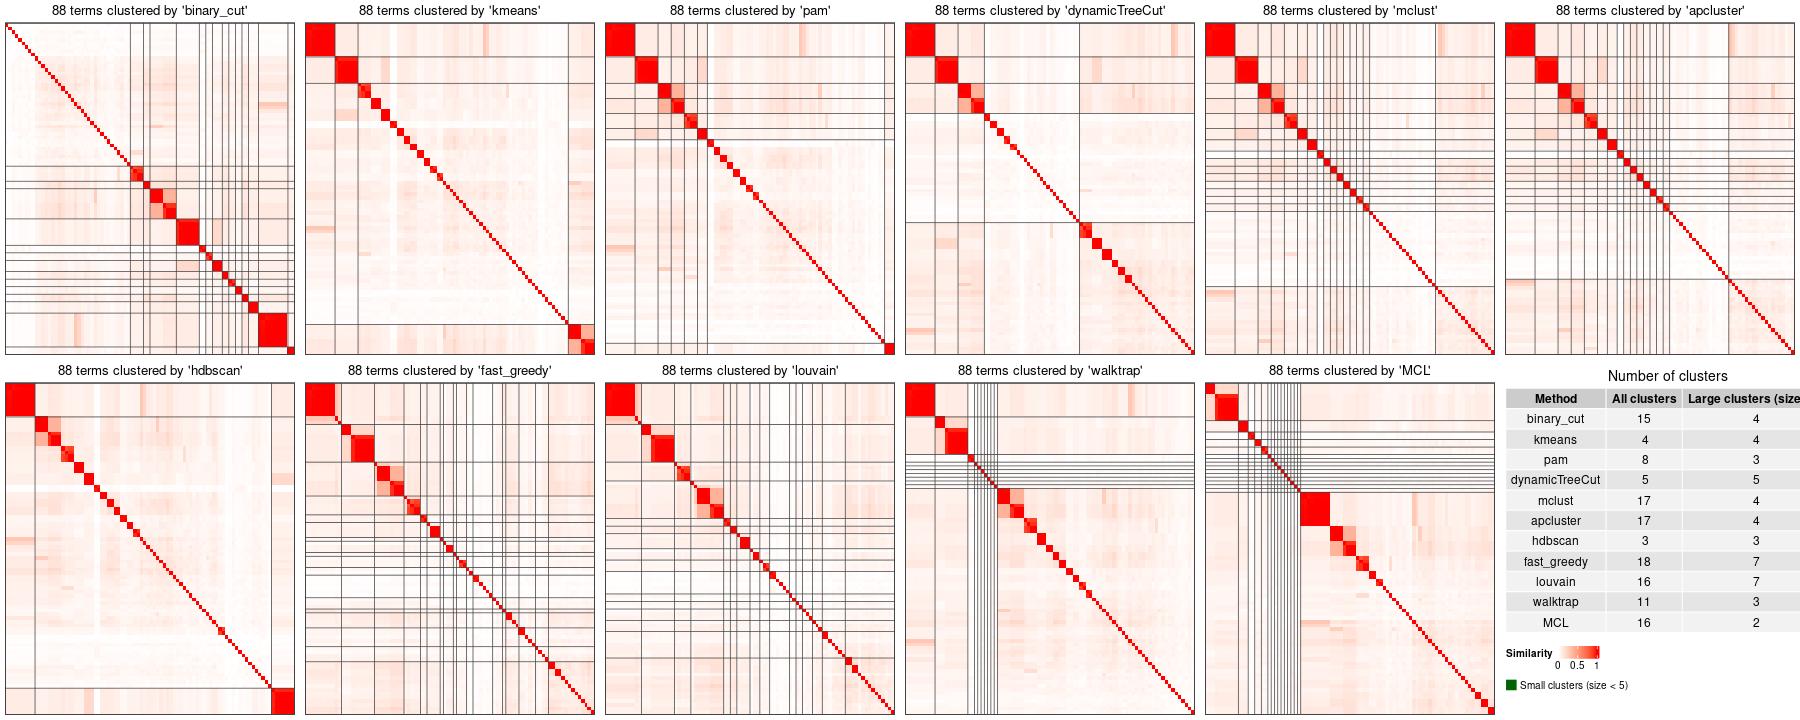 88 terms clustered by 'binary_cut'
88 terms clustered by 'kmeans'
88 terms clustered by 'pam'
88 terms clustered by 'dynamicTreeCut'
88 terms clustered by 'mclust'
88 terms clustered by 'apcluster'
88 terms clustered by 'hdbscan'
88 terms clustered by 'fast_greedy'
88 terms clustered by 'louvain'
88 terms clustered by 'walktrap'
88 terms clustered by 'MCL'
Number of clusters
Method All clusters Large clusters (size
binary_cut 15 4
kmeans 4 4
pam 8 3
dynamicTreeCut 5 5
mclust 17 4
apcluster 17 4
hdbscan 3 3
fast_greedy 18 7
louvain 16 7
walktrap 11 3
MCL 16 2
Similarity
0 0.5 1
Small clusters (size < 5)